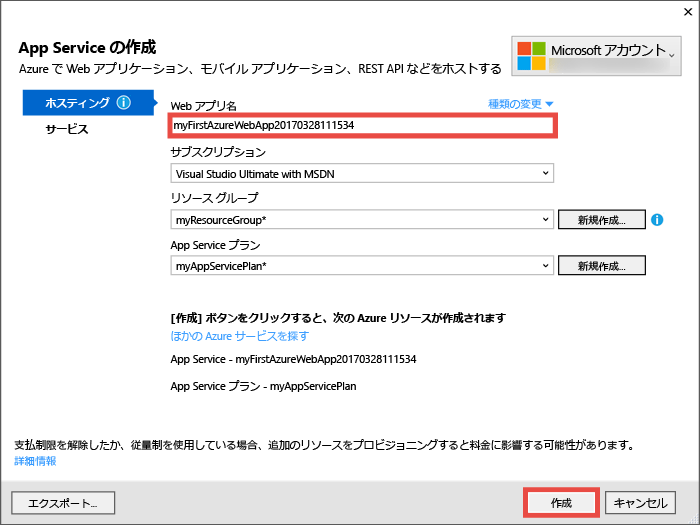 App Service の作成
Azure で Web アプリケーション、モバイル アプリケーション、REST API などをホストする
Microsoft アカウント
ホスティング
サービス
Web アプリ名
種類の変更
myFirstAzureWebApp20170328111534
サブスクリプション
Visual Studio Ultimate with MSDN
リソース グループ
myResourceGroup*
新規作成...
App Service プラン
myAppServicePlan*
新規作成...
[作成] ボタンをクリックすると、次の Azure リソースが作成されます
ほかの Azure サービスを探す
App Service - myFirstAzureWebApp20170328111534
App Service プラン - myAppServicePlan
支払制限を解除したか、従量制を使用している場合、追加のリソースをプロビジョニングすると料金に影響する可能性があります。
詳細情報
エクスポート...
作成
キャンセル